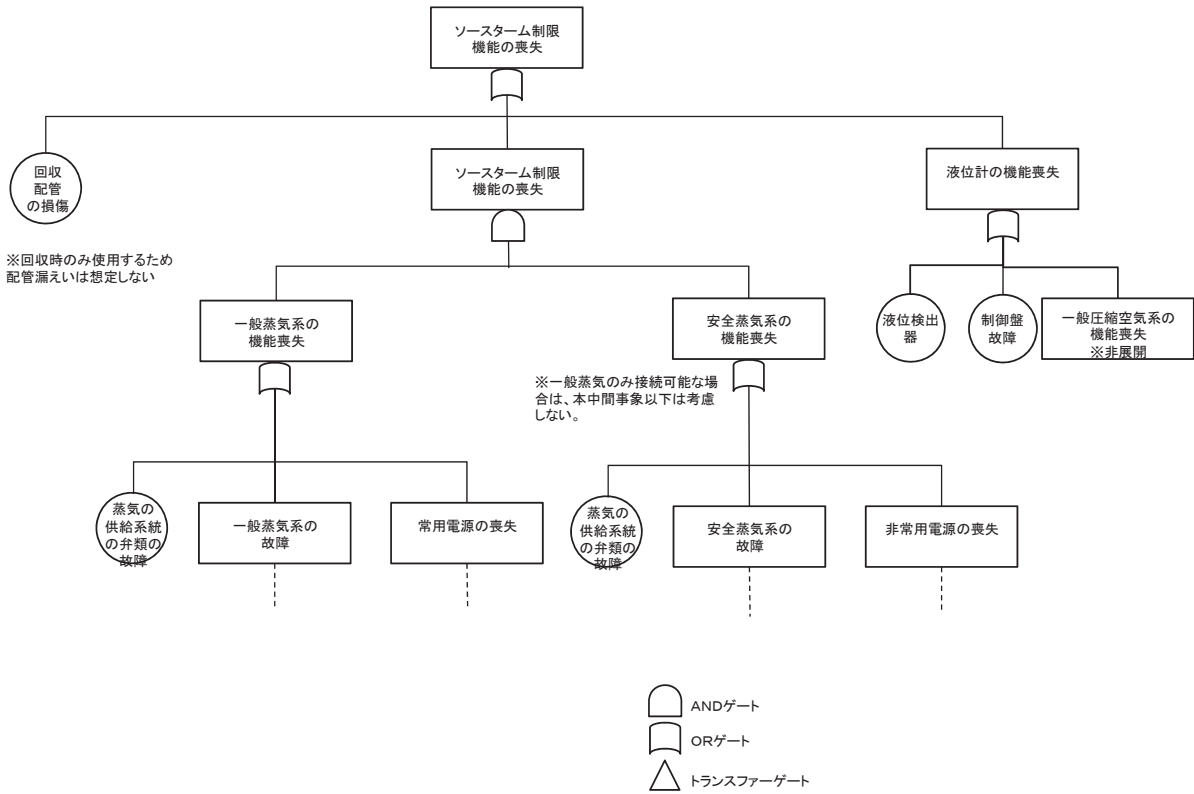 ソースターム制限
機能の喪失
回収
配管
の損傷
ソースターム制限
機能の喪失
液位計の機能喪失
※回収時のみ使用するため
配管漏えいは想定しない
一般蒸気系の
機能喪失
安全蒸気系の
機能喪失
液位検出
器
制御盤
故障
一般圧縮空気系の
機能喪失
※非展開
※一般蒸気のみ接続可能な場
合は、本中間事象以下は考慮
しない。
蒸気の
供給系統
の弁類の
故障
一般蒸気系の
故障
常用電源の喪失
蒸気の
供給系統
の弁類の
故障
安全蒸気系の
故障
非常用電源の喪失
ANDゲート
ORゲート
トランスファーゲート